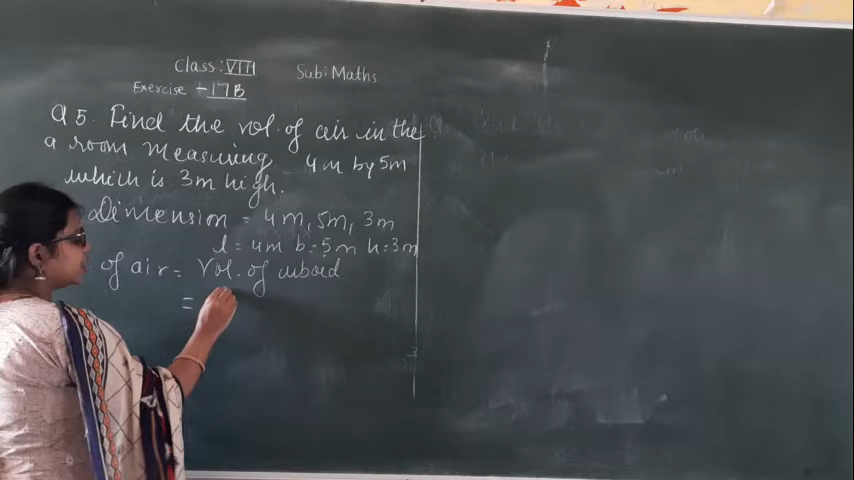 Class: VIII Sub: Maths
Exercise - 17B
Q5. Find the vol. of air in the
a room measuring 4m by 5m
which is 3m high.
Dimension = 4m, 5m, 3m
l = 4m b = 5m h = 3m
of air = Vol. of cuboid
=